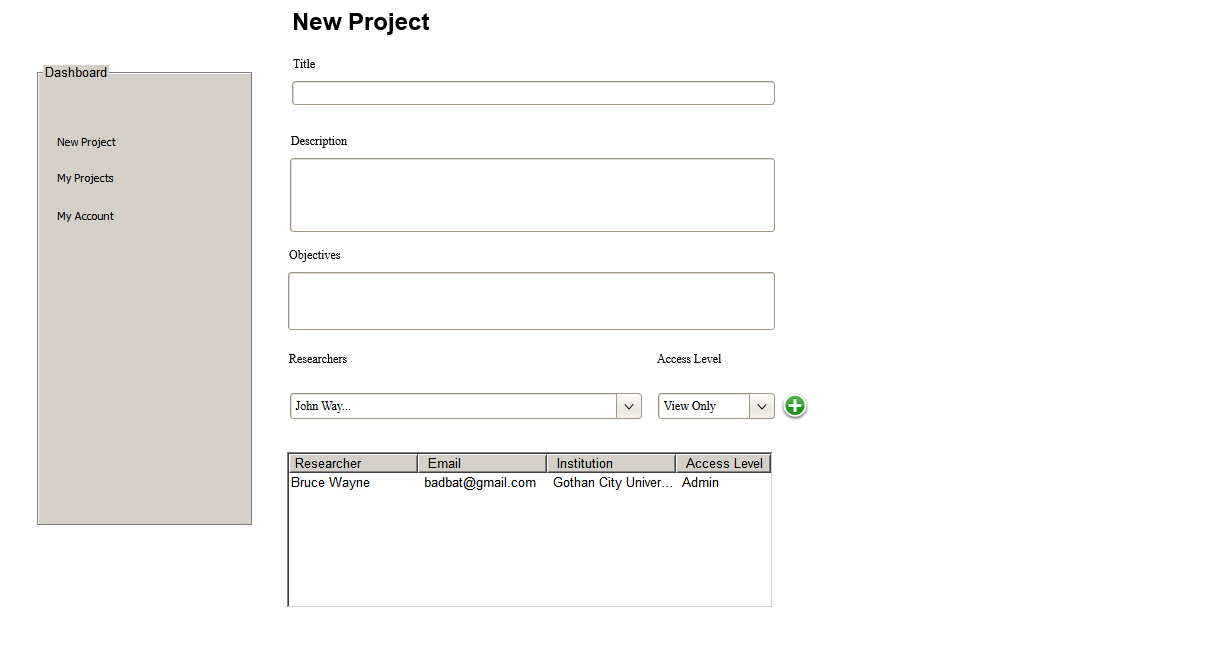 New Project
Dashboard
New Project
My Projects
My Account
Title
Description
Objectives
Researchers Access Level
John Way... View Only
Researcher Email Institution Access Level
Bruce Wayne badbat@gmail.com Gothan City Univer... Admin